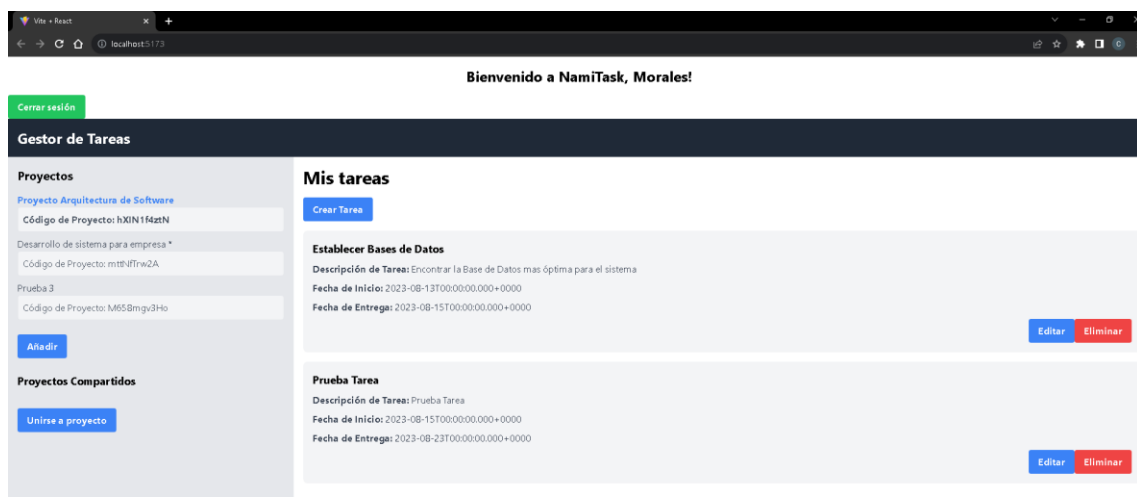 Vite + React
localhost:5173
Bienvenido a NamiTask, Morales!
Cerrar sesión
Gestor de Tareas
Proyectos
Proyecto Arquitectura de Software
Código de Proyecto: hXIN1f4ztN
Desarrollo de sistema para empresa *
Código de Proyecto: mttNfTrw2A
Prueba 3
Código de Proyecto: M658mgv3Ho
Añadir
Proyectos Compartidos
Unirse a proyecto
Mis tareas
Crear Tarea
Establecer Bases de Datos
Descripción de Tarea: Encontrar la Base de Datos mas óptima para el sistema
Fecha de Inicio: 2023-08-13T00:00:00.000+0000
Fecha de Entrega: 2023-08-15T00:00:00.000+0000
Editar Eliminar
Prueba Tarea
Descripción de Tarea: Prueba Tarea
Fecha de Inicio: 2023-08-15T00:00:00.000+0000
Fecha de Entrega: 2023-08-23T00:00:00.000+0000
Editar Eliminar